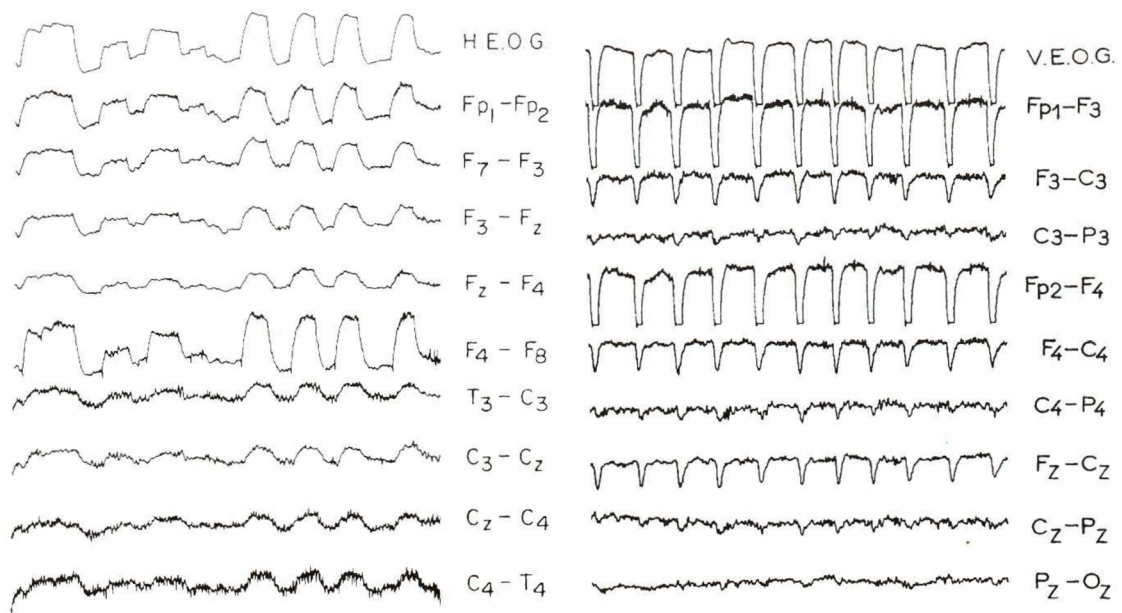 H.E.O.G.
Fp1-Fp2
F7-F3
F3-Fz
Fz-F4
F4-F8
T3-C3
C3-Cz
Cz-C4
C4-T4
V.E.O.G.
Fp1-F3
F3-C3
C3-P3
Fp2-F4
F4-C4
C4-P4
Fz-Cz
Cz-Pz
Pz-Oz